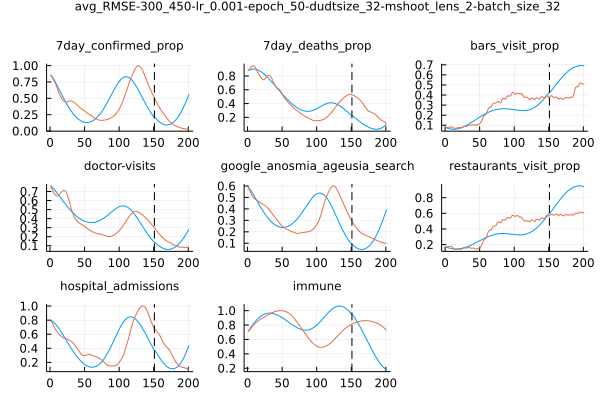 avg_RMSE-300_450-lr_0.001-epoch_50-dudtsize_32-mshoot_lens_2-batch_size_32
7day_confirmed_prop 7day_deaths_prop bars_visit_prop
1.00 0.75 0.50 0.25 0.00
0.8 0.6 0.4 0.2
0.7 0.6 0.5 0.4 0.3 0.2 0.1
0 50 100 150 200 0 50 100 150 200 0 50 100 150 200
doctor-visits google_anosmia_ageusia_search restaurants_visit_prop
0.7 0.6 0.5 0.4 0.3 0.2 0.1
0.6 0.5 0.4 0.3 0.2 0.1
0.8 0.6 0.4 0.2
0 50 100 150 200 0 50 100 150 200 0 50 100 150 200
hospital_admissions immune
1.0 0.8 0.6 0.4 0.2
1.0 0.8 0.6 0.4 0.2
0 50 100 150 200 0 50 100 150 200